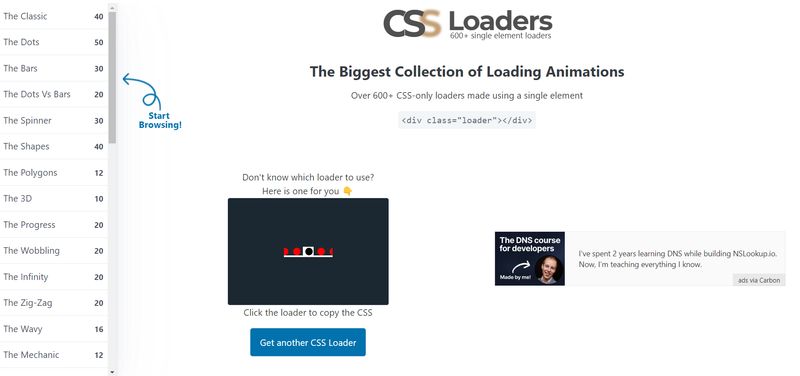 The Classic 40
The Dots 50
The Bars 30
The Dots Vs Bars 20
The Spinner 30
The Shapes 40
The Polygons 12
The 3D 10
The Progress 20
The Wobbling 20
The Infinity 20
The Zig-Zag 20
The Wavy 16
The Mechanic 12
Start
Browsing!
CSS Loaders
600+ single element loaders
The Biggest Collection of Loading Animations
Over 600+ CSS-only loaders made using a single element
<div class="loader"></div>
Don't know which loader to use?
Here is one for you 👇
Click the loader to copy the CSS
Get another CSS Loader
The DNS course
for developers
Made by me!
I've spent 2 years learning DNS while building NSLookup.io.
Now, I'm teaching everything I know.
ads via Carbon